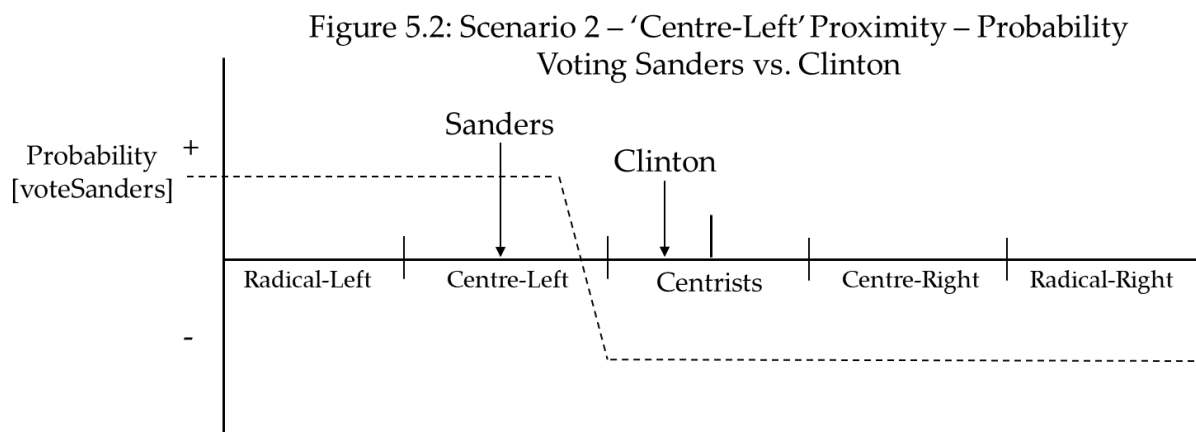 Figure 5.2: Scenario 2 – ‘Centre-Left’ Proximity – Probability
Voting Sanders vs. Clinton
Sanders
Clinton
Probability
[voteSanders]
+
Radical-Left
Centre-Left
Centrists
Centre-Right
Radical-Right
-